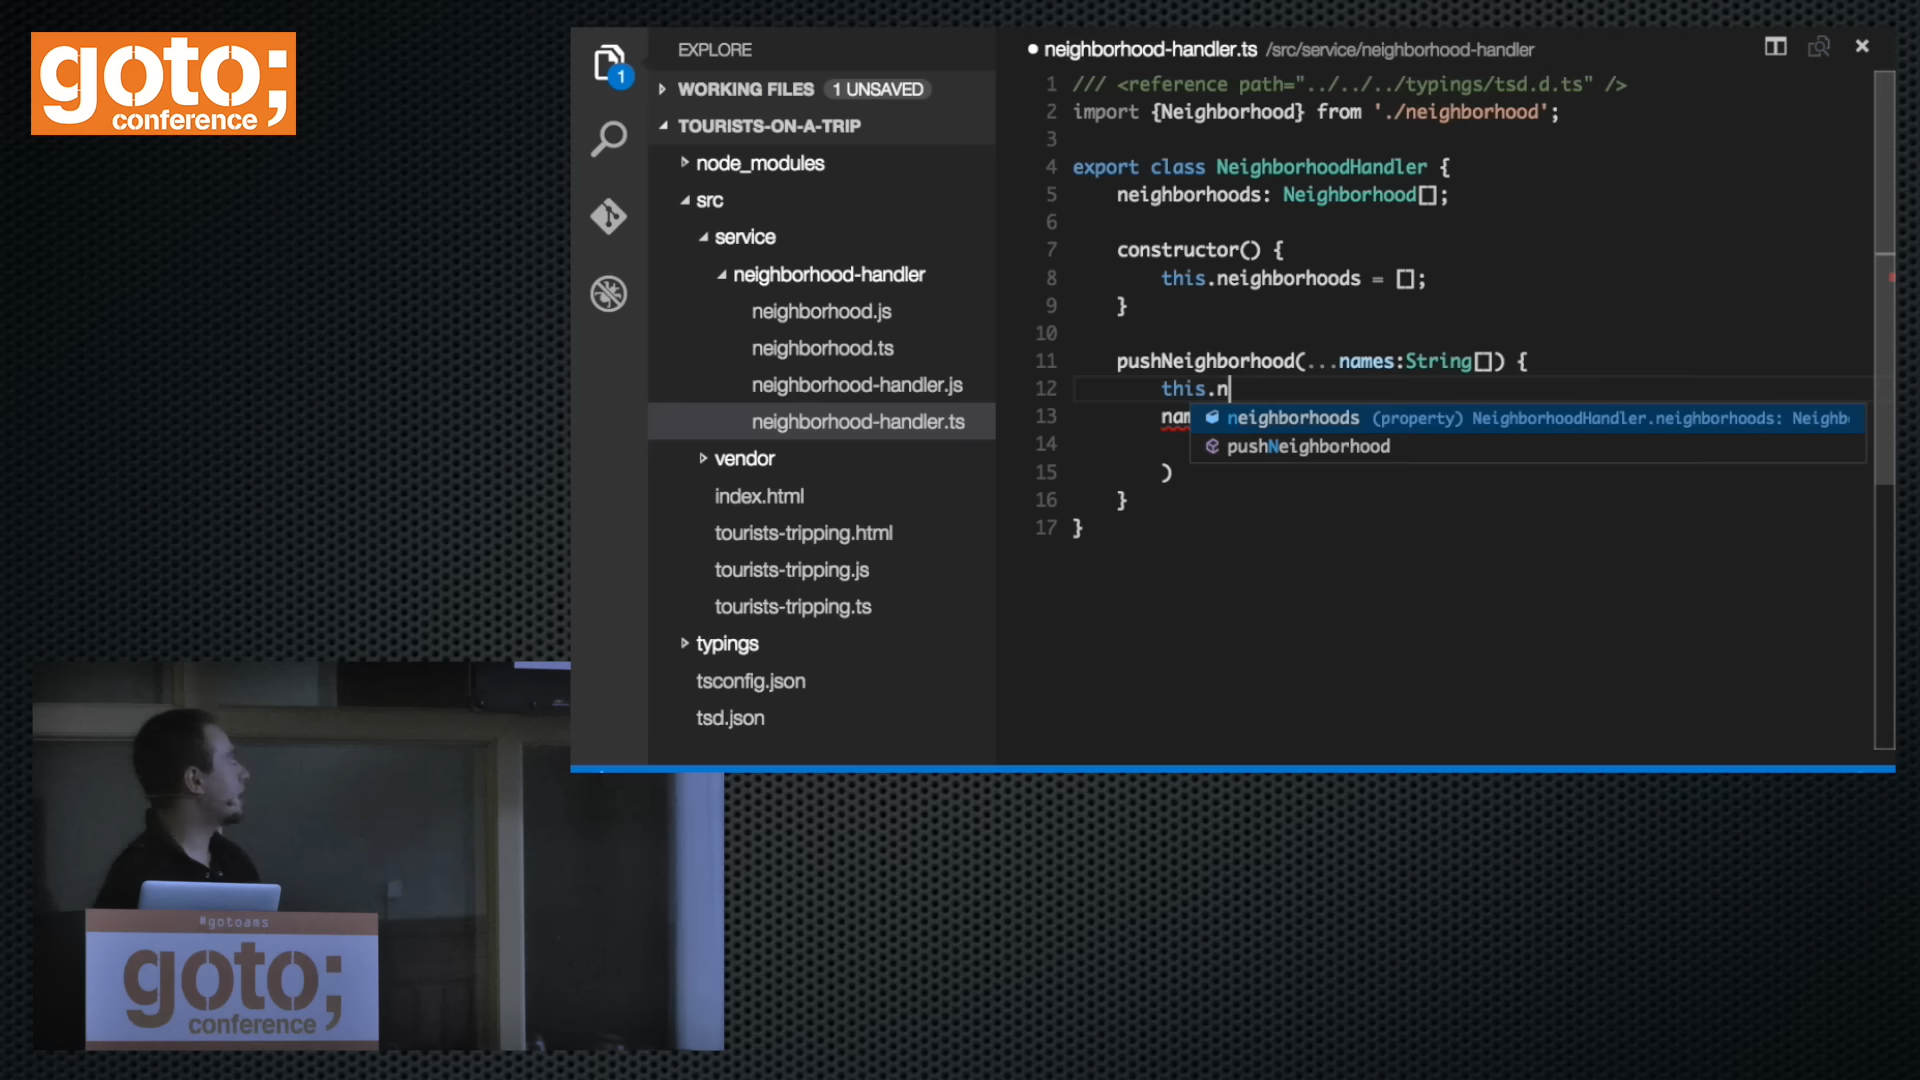 goto;
conference
EXPLORE
WORKING FILES 1 UNSAVED
TOURISTS-ON-A-TRIP
node_modules
src
service
neighborhood-handler
neighborhood.js
neighborhood.ts
neighborhood-handler.js
neighborhood-handler.ts
vendor
index.html
tourists-tripping.html
tourists-tripping.js
tourists-tripping.ts
typings
tsconfig.json
tsd.json
1
neighborhood-handler.ts /src/service/neighborhood-handler
1 /// <reference path="../../../typings/tsd.d.ts" />
2 import {Neighborhood} from './neighborhood';
3
4 export class NeighborhoodHandler {
5 neighborhoods: Neighborhood[];
6
7 constructor() {
8 this.neighborhoods = [];
9 }
10
11 pushNeighborhood(...names:String[]) {
12 this.n
13 nam
neighborhoods (property) NeighborhoodHandler.neighborhoods: Neighb
14
pushNeighborhood
15 )
16 }
17 }
#gotoams
goto;
conference